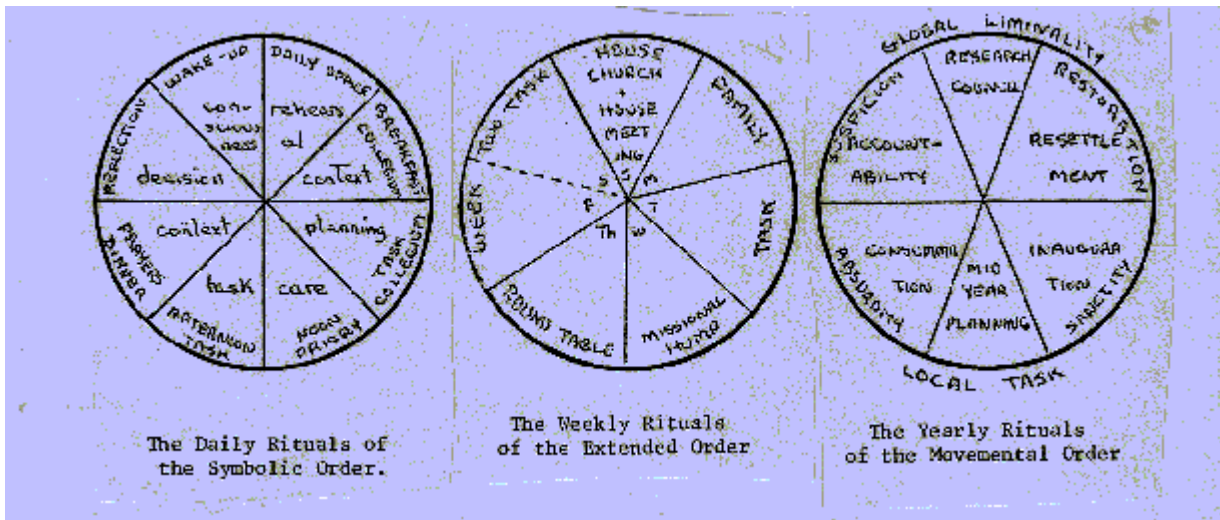 WAKE-UP
con-
scious
ness
DAILY OFFICE
rehears
al
BREAKFAST
COLLEGIUM
context
TASK
COLLEGIUM
planning
NOON
care
AFTERNOON
TASK
task
DINNER
context
REFLECTION
decision
The Daily Rituals of
the Symbolic Order.
HOUSE
CHURCH
+
HOUSE
MEET
ING
S
FAMILY
TASK
T
MISSIONAL
W
ROUND TABLE
Th
WEEK
TWO TASK
F
S
The Weekly Rituals
of the Extended Order
GLOBAL LIMINALITY
RESEARCH
COUNCIL
RESTORATION
RESETTLE
MENT
SANCTITY
INAUGURA
TION
LOCAL TASK
MID
YEAR
PLANNING
ABSURDITY
TION
SUSPICION
ACCOUNT-
ABILITY
The Yearly Rituals
of the Movemental Order